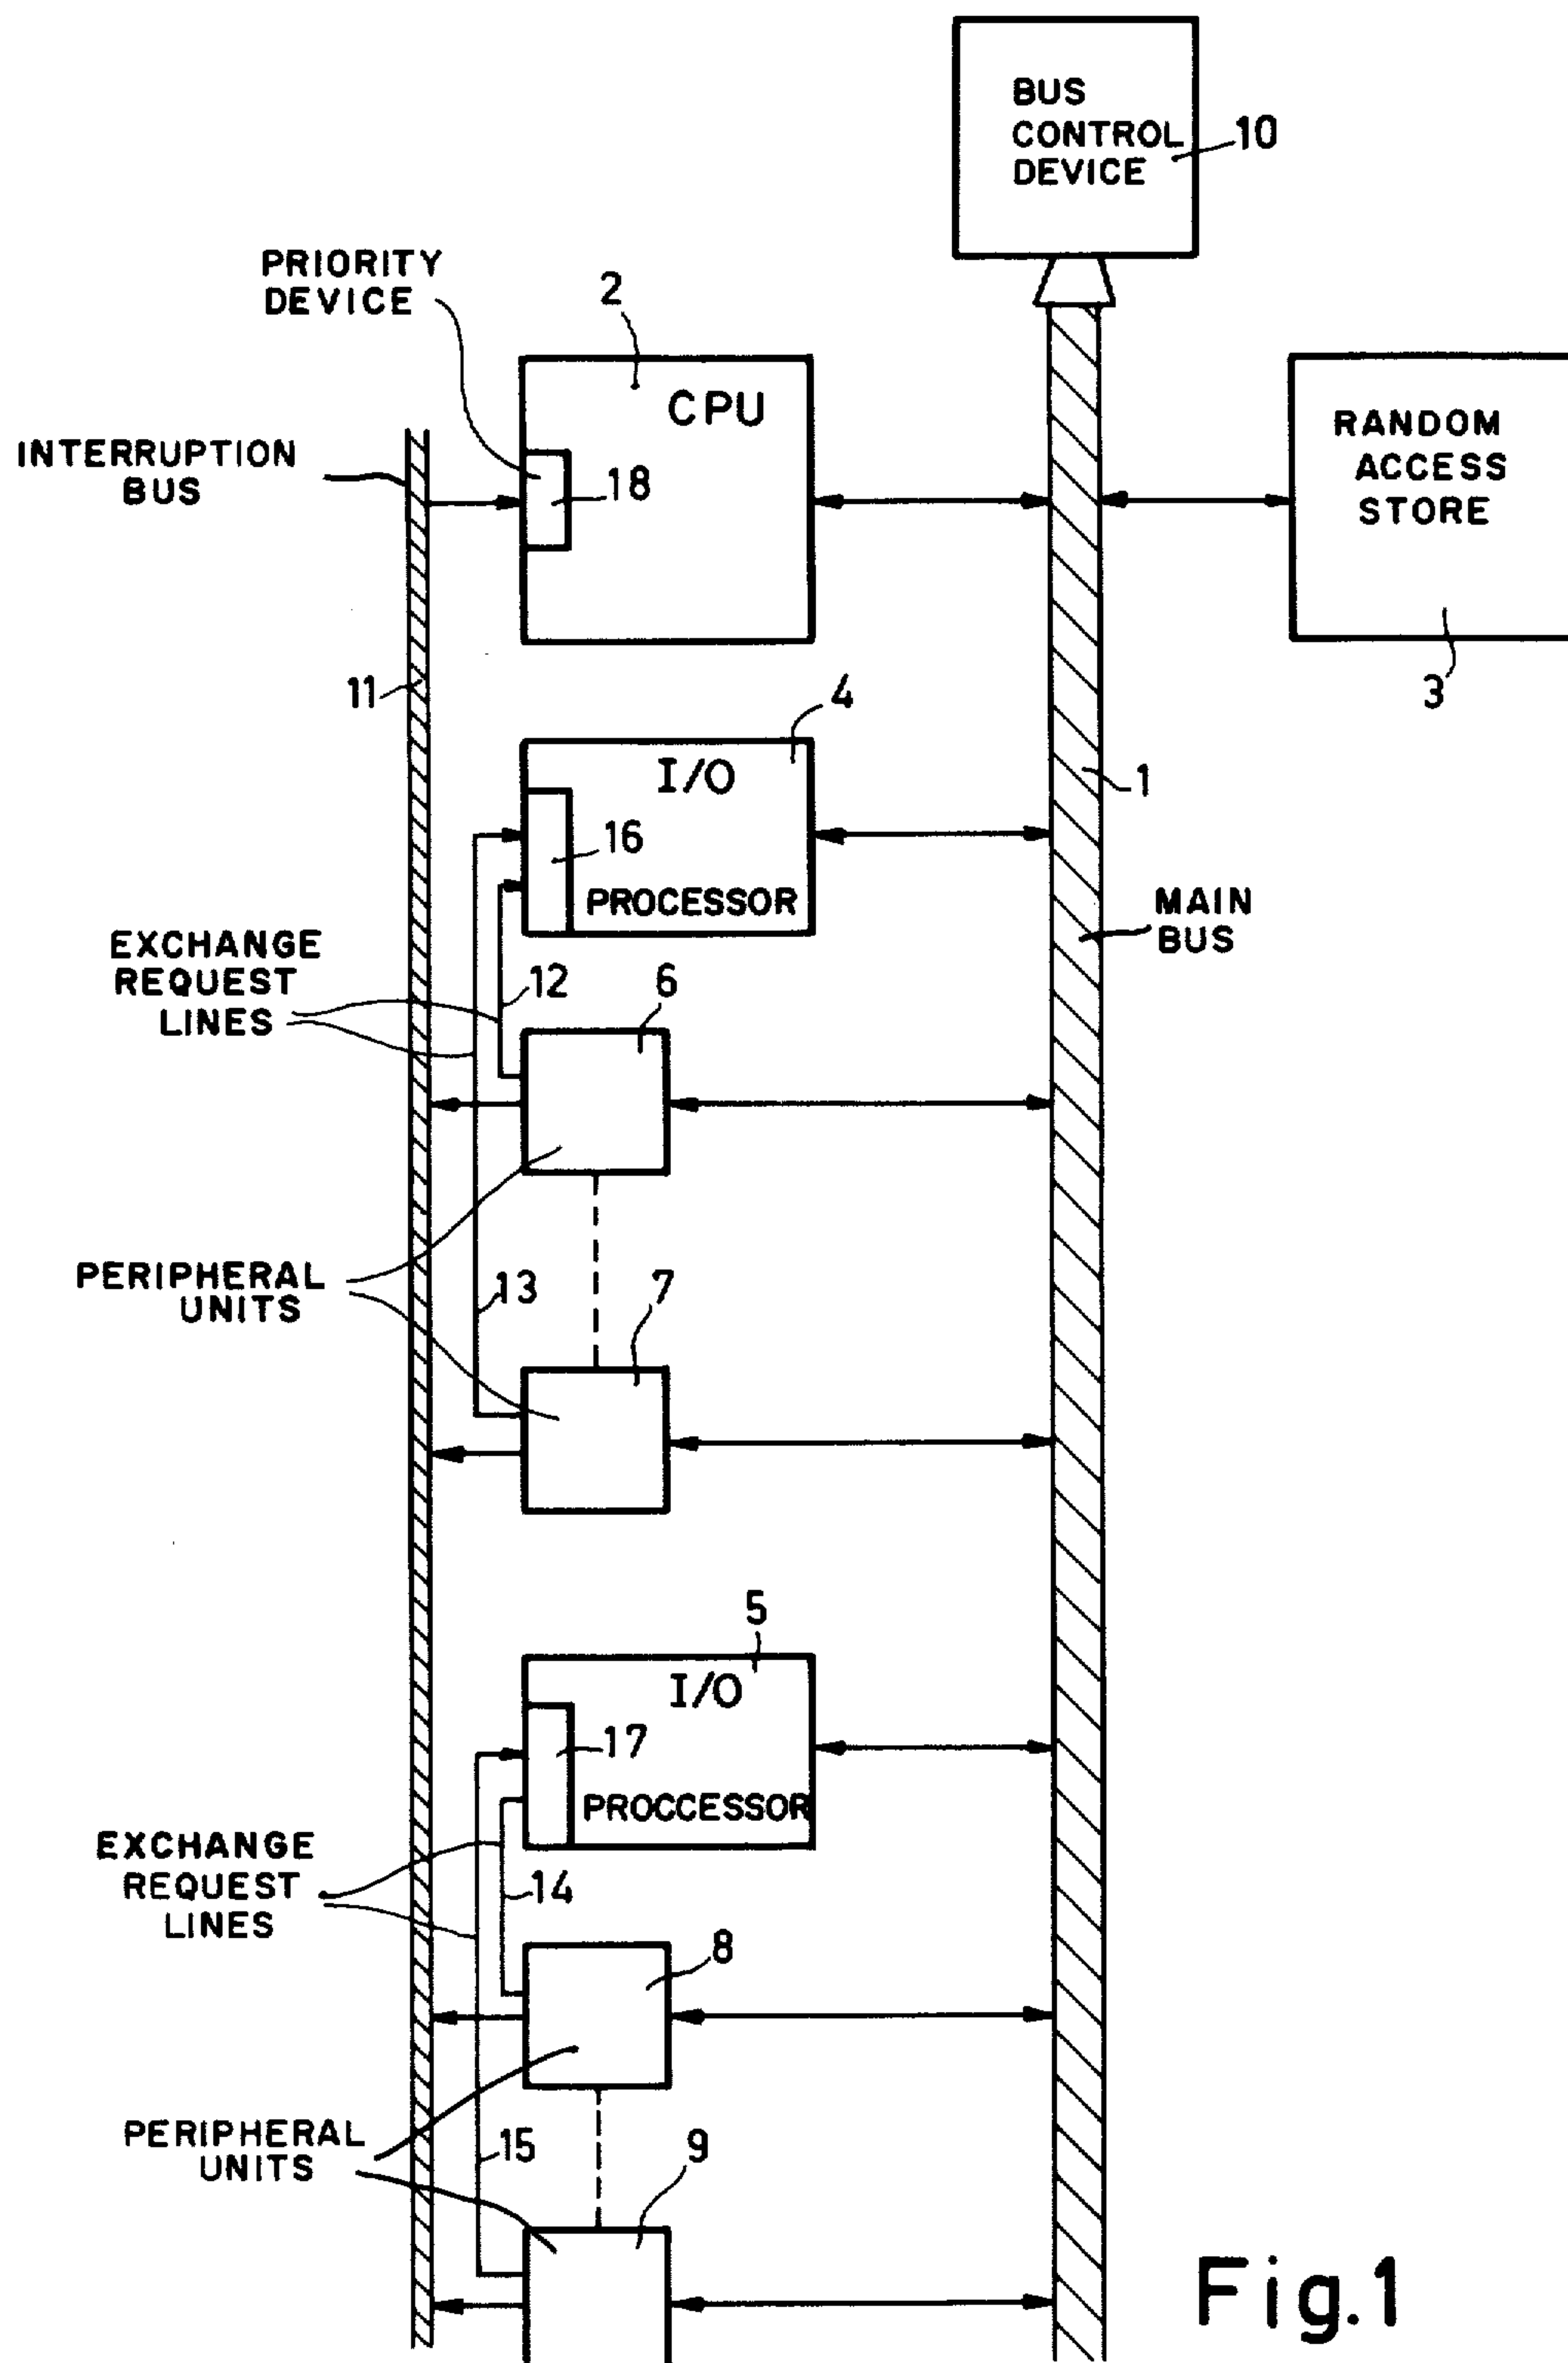 BUS
CONTROL
DEVICE
10
PRIORITY
DEVICE
2
CPU
18
INTERRUPTION
BUS
RANDOM
ACCESS
STORE
3
11
4
I/O
16
PROCESSOR
1
MAIN
BUS
EXCHANGE
REQUEST
LINES
12
6
PERIPHERAL
UNITS
13
7
5
I/O
17
PROCCESSOR
EXCHANGE
REQUEST
LINES
14
8
PERIPHERAL
UNITS
15
9
Fig.1